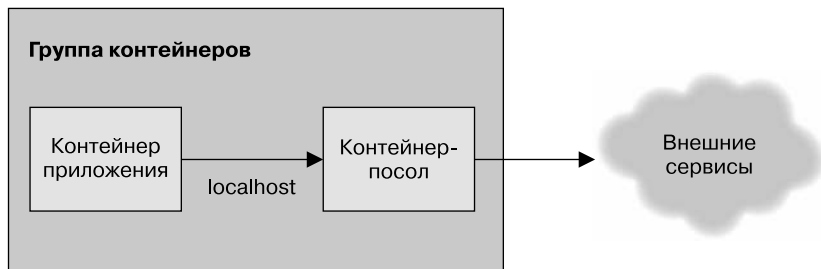 Группа контейнеров
Контейнер
приложения
localhost
Контейнер-
посол
Внешние
сервисы